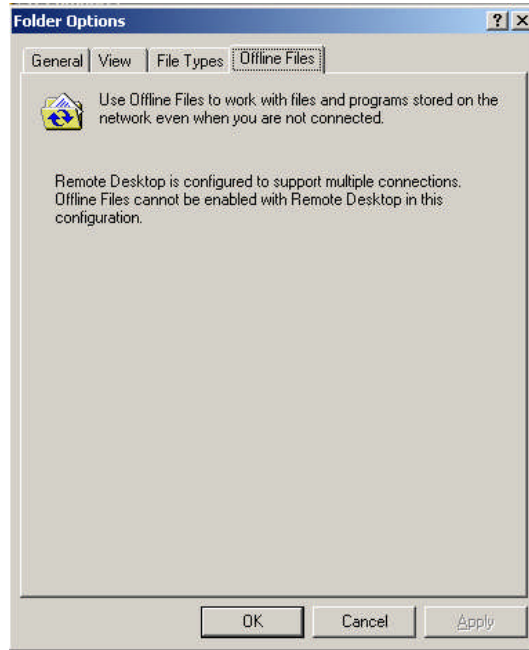 Folder Options
General View File Types Offline Files
Use Offline Files to work with files and programs stored on the
network even when you are not connected.
Remote Desktop is configured to support multiple connections.
Offline Files cannot be enabled with Remote Desktop in this
configuration.
OK Cancel Apply